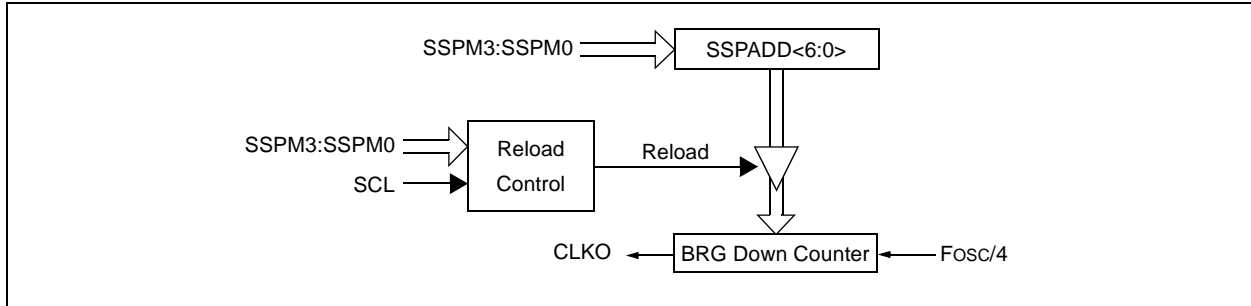 SSPM3:SSPM0
SSPADD<6:0>
SSPM3:SSPM0
SCL
Reload
Control
Reload
CLKO
BRG Down Counter
FOSC/4